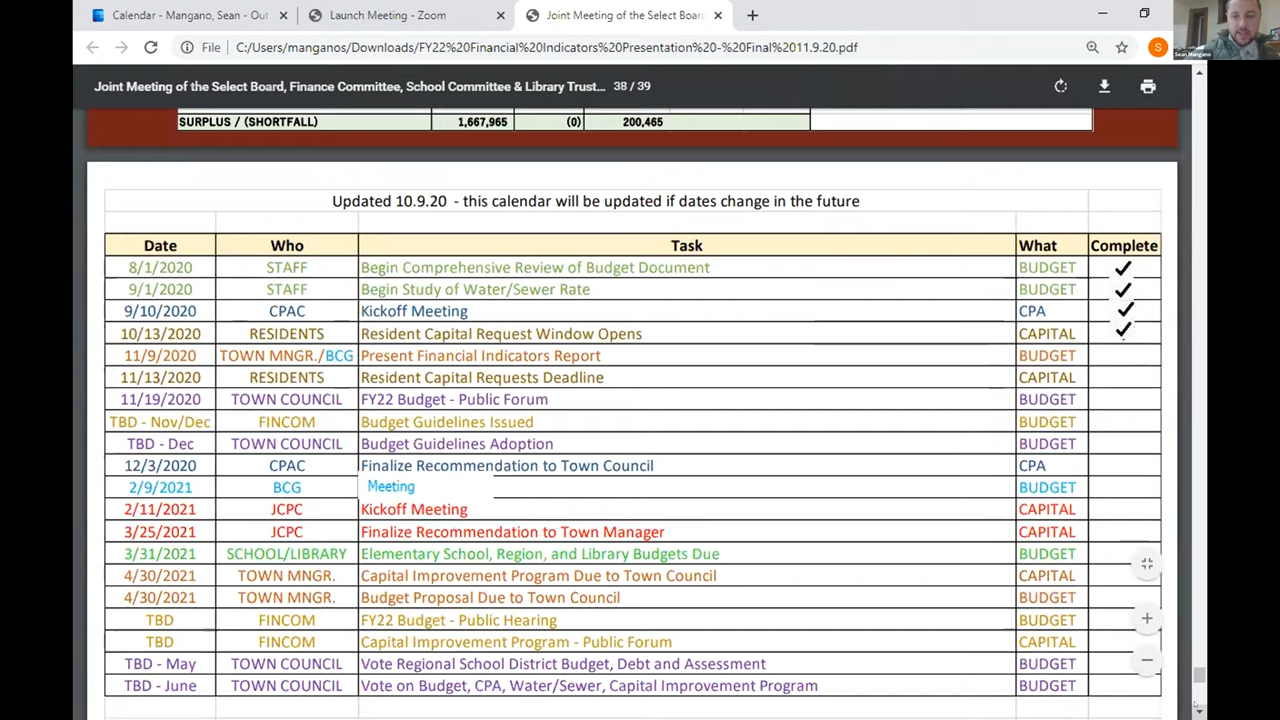 Calendar - Mangano, Sean - Out
Launch Meeting - Zoom
Joint Meeting of the Select Board
File C:/Users/manganos/Downloads/FY22%20Financial%20Indicators%20Presentation%20-%20Final%2011.9.20.pdf
S
Sean Mangano
Joint Meeting of the Select Board, Finance Committee, School Committee & Library Trust... 38 / 39
SURPLUS / (SHORTFALL) 1,667,965 (0) 200,465
Updated 10.9.20 - this calendar will be updated if dates change in the future
Date Who Task What Complete
8/1/2020 STAFF Begin Comprehensive Review of Budget Document BUDGET ✓
9/1/2020 STAFF Begin Study of Water/Sewer Rate BUDGET ✓
9/10/2020 CPAC Kickoff Meeting CPA ✓
10/13/2020 RESIDENTS Resident Capital Request Window Opens CAPITAL ✓
11/9/2020 TOWN MNGR./BCG Present Financial Indicators Report BUDGET
11/13/2020 RESIDENTS Resident Capital Requests Deadline CAPITAL
11/19/2020 TOWN COUNCIL FY22 Budget - Public Forum BUDGET
TBD - Nov/Dec FINCOM Budget Guidelines Issued BUDGET
TBD - Dec TOWN COUNCIL Budget Guidelines Adoption BUDGET
12/3/2020 CPAC Finalize Recommendation to Town Council CPA
2/9/2021 BCG Meeting BUDGET
2/11/2021 JCPC Kickoff Meeting CAPITAL
3/25/2021 JCPC Finalize Recommendation to Town Manager CAPITAL
3/31/2021 SCHOOL/LIBRARY Elementary School, Region, and Library Budgets Due BUDGET
4/30/2021 TOWN MNGR. Capital Improvement Program Due to Town Council CAPITAL
4/30/2021 TOWN MNGR. Budget Proposal Due to Town Council BUDGET
TBD FINCOM FY22 Budget - Public Hearing BUDGET
TBD FINCOM Capital Improvement Program - Public Forum CAPITAL
TBD - May TOWN COUNCIL Vote Regional School District Budget, Debt and Assessment BUDGET
TBD - June TOWN COUNCIL Vote on Budget, CPA, Water/Sewer, Capital Improvement Program BUDGET